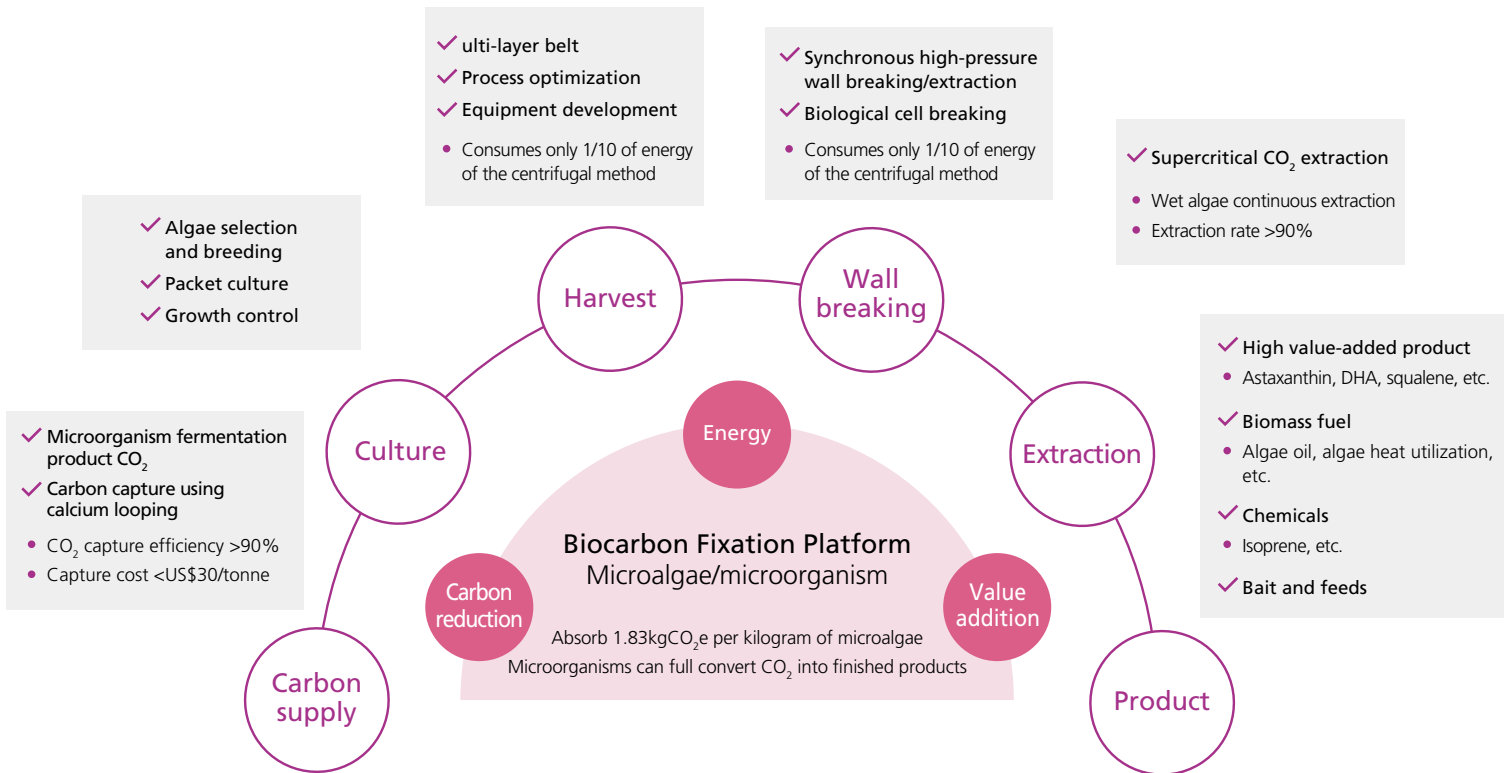 Microorganism fermentation
product CO₂
Carbon capture using
calcium looping
CO₂ capture efficiency >90%
Capture cost <US$30/tonne
Carbon
supply
Algae selection
and breeding
Packet culture
Growth control
Culture
ulti-layer belt
Process optimization
Equipment development
Consumes only 1/10 of energy
of the centrifugal method
Harvest
Synchronous high-pressure
wall breaking/extraction
Biological cell breaking
Consumes only 1/10 of energy
of the centrifugal method
Wall
breaking
Supercritical CO₂ extraction
Wet algae continuous extraction
Extraction rate >90%
Extraction
High value-added product
Astaxanthin, DHA, squalene, etc.
Biomass fuel
Algae oil, algae heat utilization,
etc.
Chemicals
Isoprene, etc.
Bait and feeds
Product
Energy
Carbon
reduction
Value
addition
Biocarbon Fixation Platform
Microalgae/microorganism
Absorb 1.83kgCO₂e per kilogram of microalgae
Microorganisms can full convert CO₂ into finished products